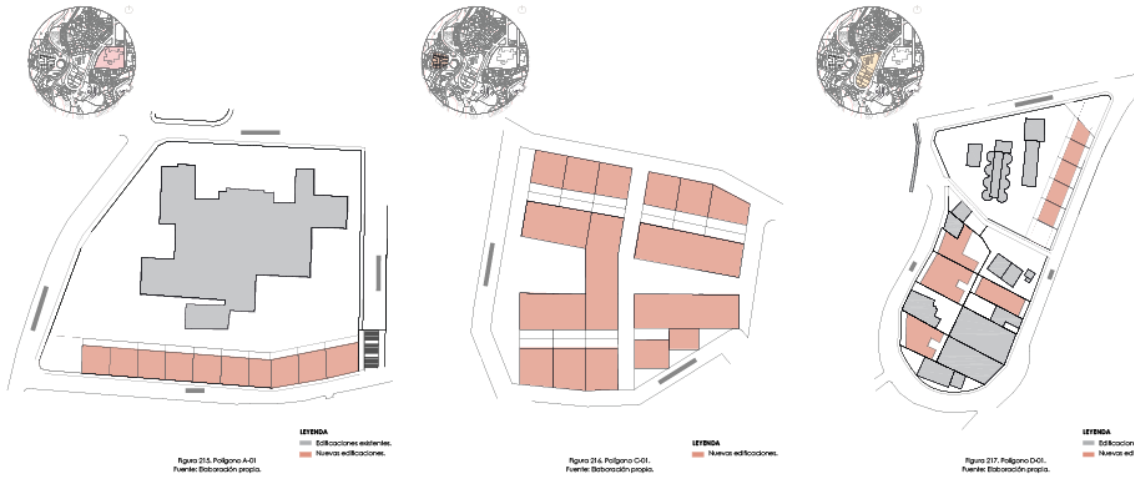 LEYENDA
Edificaciones existentes.
Nuevas edificaciones.
Figura 215. Polígono A-01
Fuente: Elaboración propia.
LEYENDA
Nuevas edificaciones.
Figura 216. Polígono C-01.
Fuente: Elaboración propia.
LEYENDA
Edificacion
Nuevas edi
Figura 217. Polígono D-01.
Fuente: Elaboración propia.